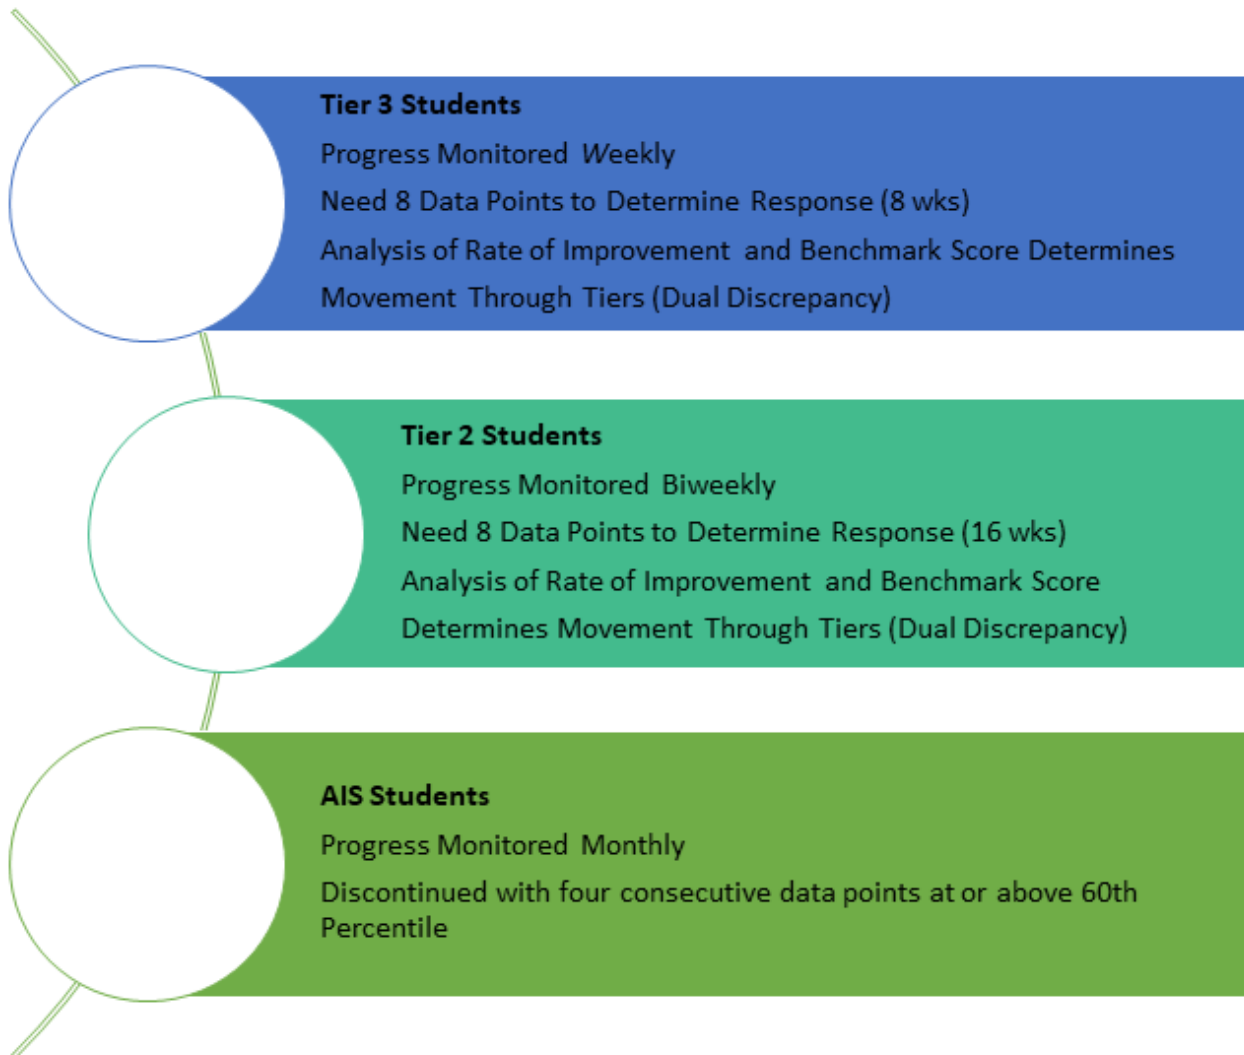 Tier 3 Students
Progress Monitored Weekly
Need 8 Data Points to Determine Response (8 wks)
Analysis of Rate of Improvement and Benchmark Score Determines
Movement Through Tiers (Dual Discrepancy)
Tier 2 Students
Progress Monitored Biweekly
Need 8 Data Points to Determine Response (16 wks)
Analysis of Rate of Improvement and Benchmark Score
Determines Movement Through Tiers (Dual Discrepancy)
AIS Students
Progress Monitored Monthly
Discontinued with four consecutive data points at or above 60th
Percentile